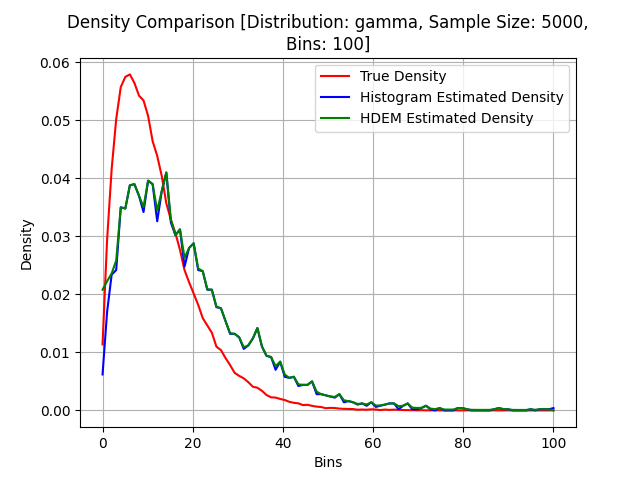 Density Comparison [Distribution: gamma, Sample Size: 5000,
Bins: 100]
True Density
Histogram Estimated Density
HDEM Estimated Density
Density
0.06
0.05
0.04
0.03
0.02
0.01
0.00
0
20
40
60
80
100
Bins